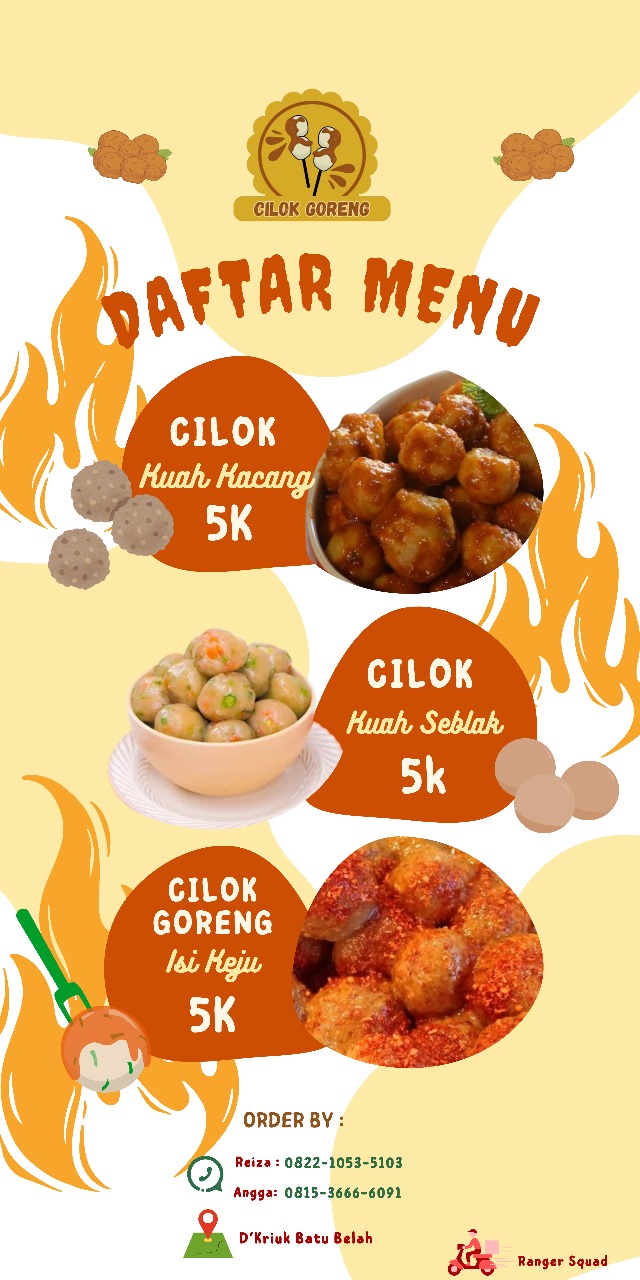 CILOK GORENG
DAFTAR MENU
CILOK
Kuah Kacang
5K
CILOK
Kuah Seblak
5k
CILOK
GORENG
Isi Keju
5K
ORDER BY :
Reiza : 0822-1053-5103
Angga: 0815-3666-6091
D'Kriuk Batu Belah
Ranger Squad